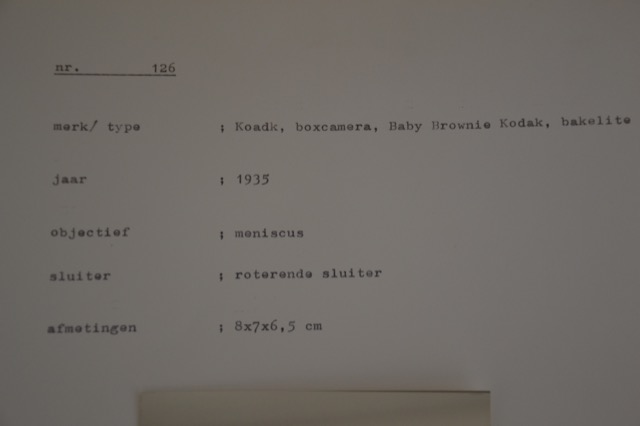 nr. 126
merk/ type ; Koadk, boxcamera, Baby Brownie Kodak, bakelite
jaar ; 1935
objectief ; meniscus
sluiter ; roterende sluiter
afmetingen ; 8x7x6,5 cm